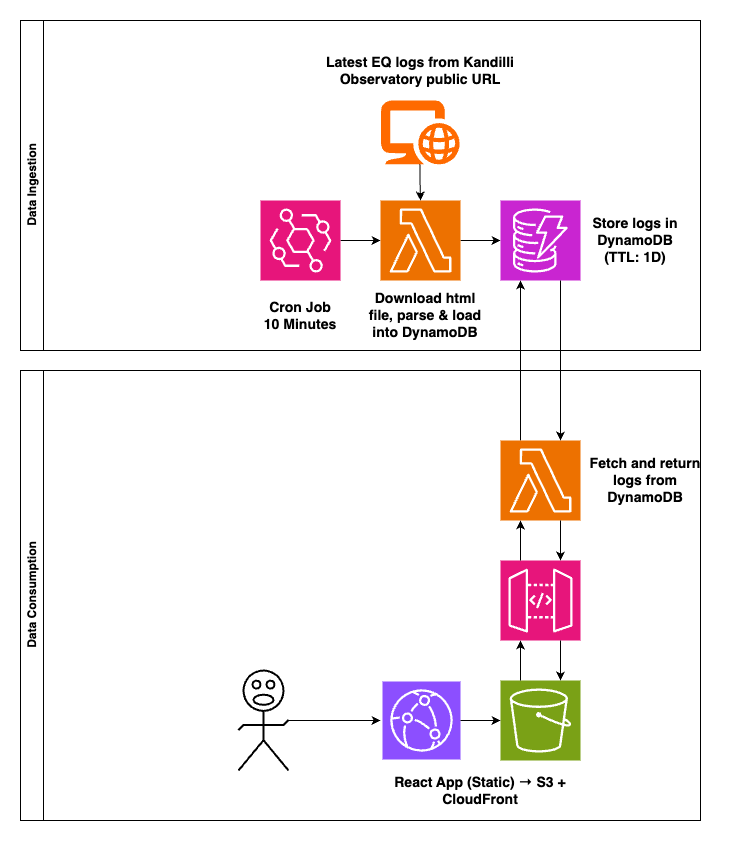 Data Ingestion
Latest EQ logs from Kandilli
Observatory public URL
Store logs in
DynamoDB
(TTL: 1D)
Cron Job
10 Minutes
Download html
file, parse & load
into DynamoDB
Data Consumption
Fetch and return
logs from
DynamoDB
</>
React App (Static) → S3 +
CloudFront